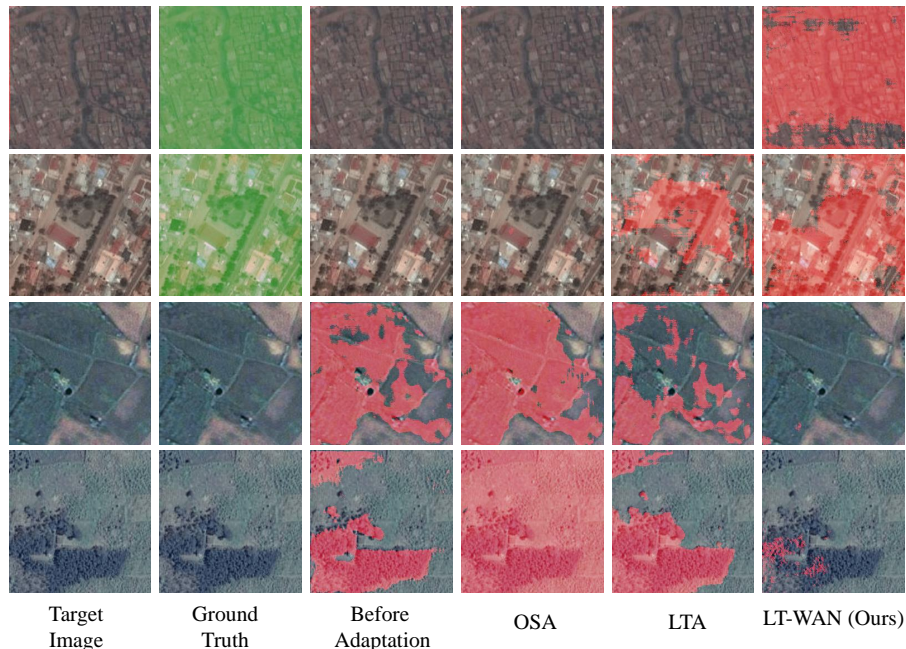 Target Image
Ground Truth
Before Adaptation
OSA
LTA
LT-WAN (Ours)